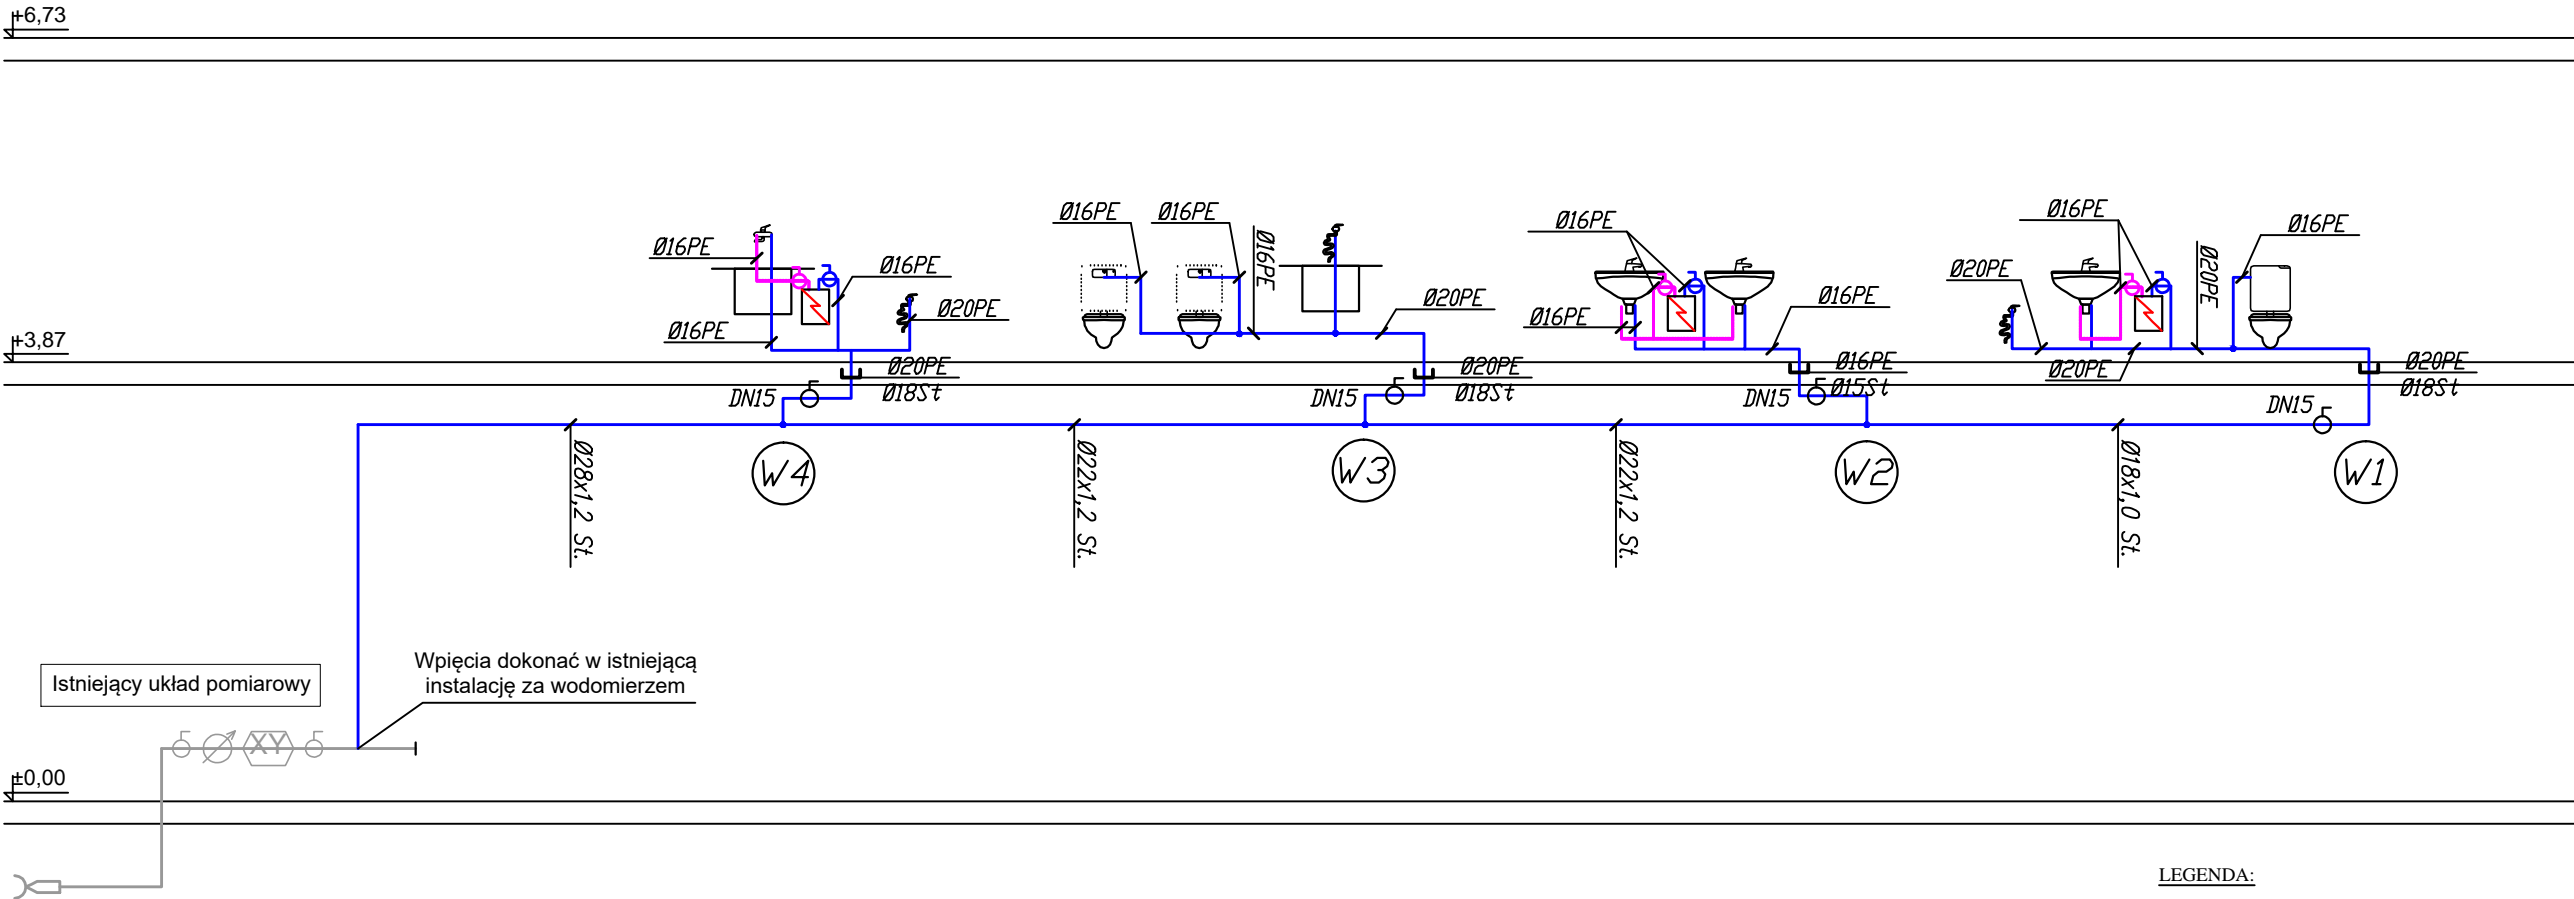 +6,73
Ø16PE
Ø16PE
Ø16PE
Ø16PE
Ø16PE
Ø16PE
Ø16PE
Ø16PE
Ø20PE
Ø16PE
Ø20PE
Ø20PE
Ø16PE
Ø20PE
Ø16PE
Ø16PE
+3,87
Ø20PE
Ø18St
Ø20PE
Ø18St
Ø16PE
Ø15St
Ø20PE
Ø20PE
Ø18St
DN15
DN15
DN15
DN15
Ø28x1,2 St.
W4
Ø22x1,2 St.
W3
Ø22x1,2 St.
W2
Ø18x1,0 St.
W1
Wpięcia dokonać w istniejącą
instalację za wodomierzem
Istniejący układ pomiarowy
XY
±0,00
LEGENDA: